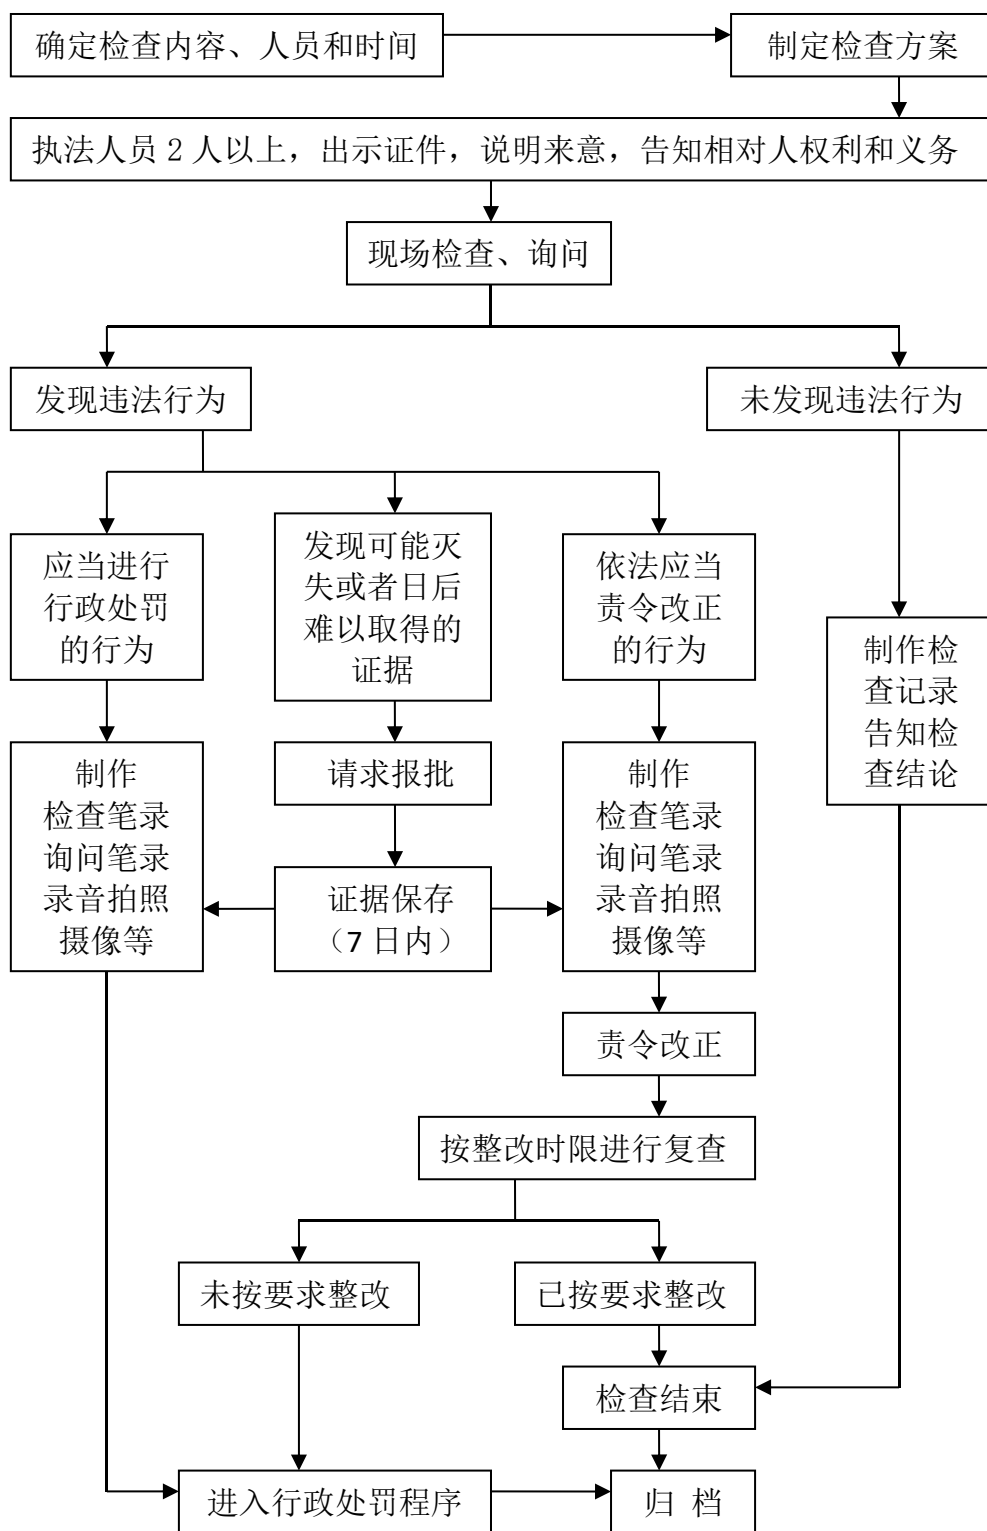 确定检查内容、人员和时间
制定检查方案
执法人员 2 人以上，出示证件，说明来意，告知相对人权利和义务
现场检查、询问
发现违法行为
未发现违法行为
应当进行
行政处罚
的行为
发现可能灭
失或者日后
难以取得的
证据
依法应当
责令改正
的行为
制作检
查记录
告知检
查结论
制作
检查笔录
询问笔录
录音拍照
摄像等
请求报批
证据保存
（7 日内）
制作
检查笔录
询问笔录
录音拍照
摄像等
责令改正
按整改时限进行复查
未按要求整改
已按要求整改
检查结束
进入行政处罚程序
归 档